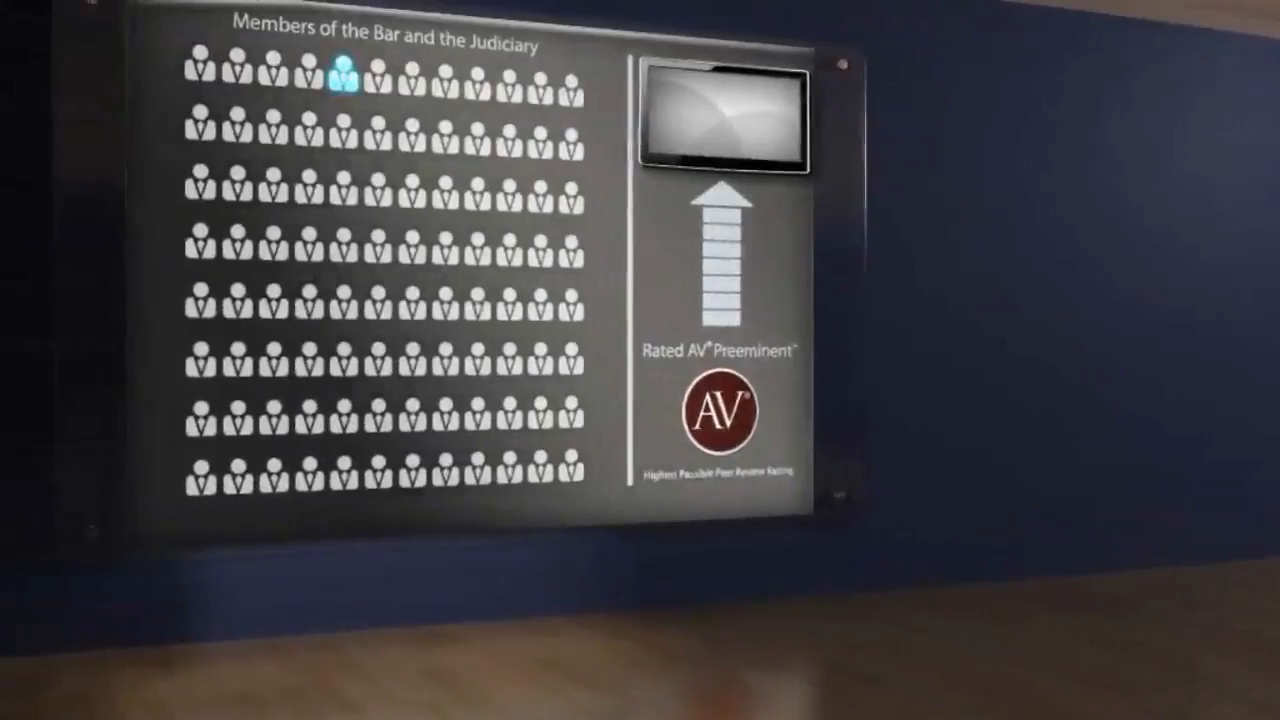 Members of the Bar and the Judiciary
Rated AV® Preeminent™
AV®
Highest Possible Peer Review Rating